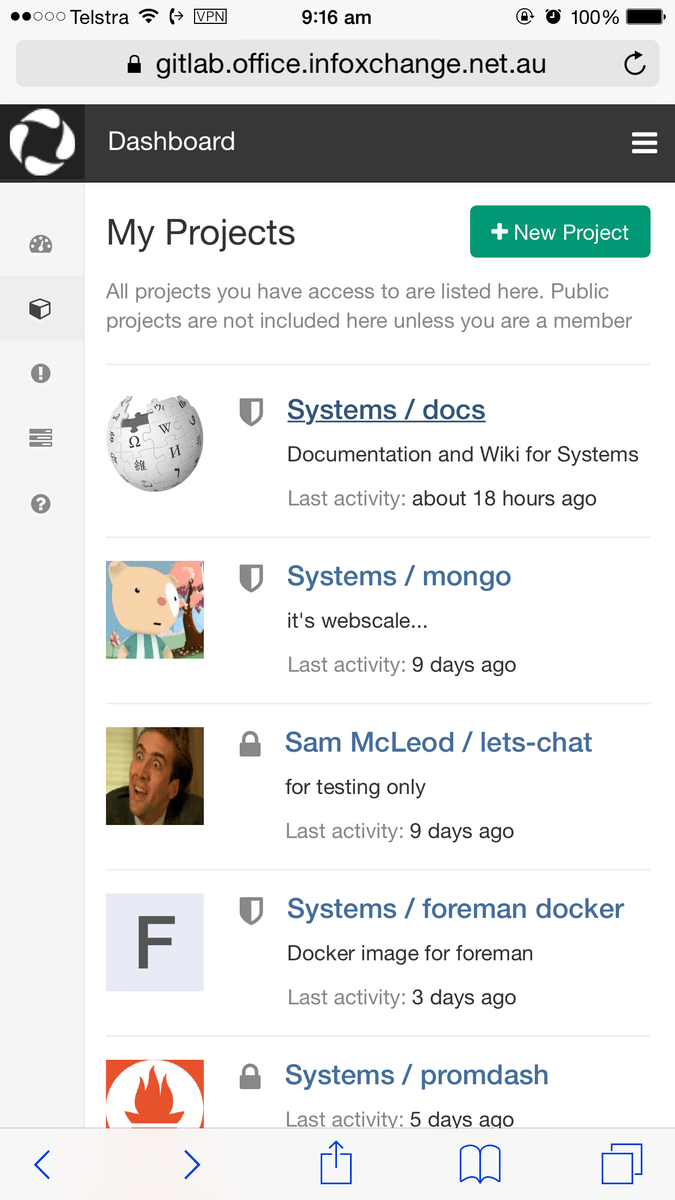 Telstra VPN 9:16 am 100%
gitlab.office.infoxchange.net.au
Dashboard
My Projects
New Project
All projects you have access to are listed here. Public
projects are not included here unless you are a member
Systems / docs
Documentation and Wiki for Systems
Last activity: about 18 hours ago
Systems / mongo
it's webscale...
Last activity: 9 days ago
Sam McLeod / lets-chat
for testing only
Last activity: 9 days ago
F
Systems / foreman docker
Docker image for foreman
Last activity: 3 days ago
Systems / promdash
Last activity: 5 days ago